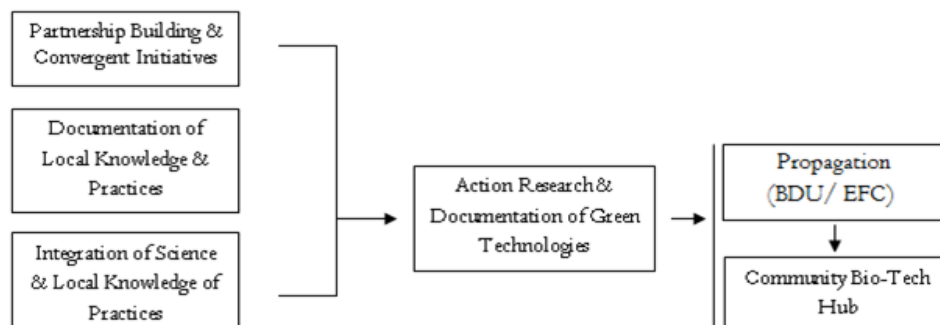 Partnership Building &
Convergent Initiatives
Documentation of
Local Knowledge &
Practices
Integration of Science
& Local Knowledge of
Practices
Action Research &
Documentation of Green
Technologies
Propagation
(BDU/ EFC)
Community Bio-Tech
Hub